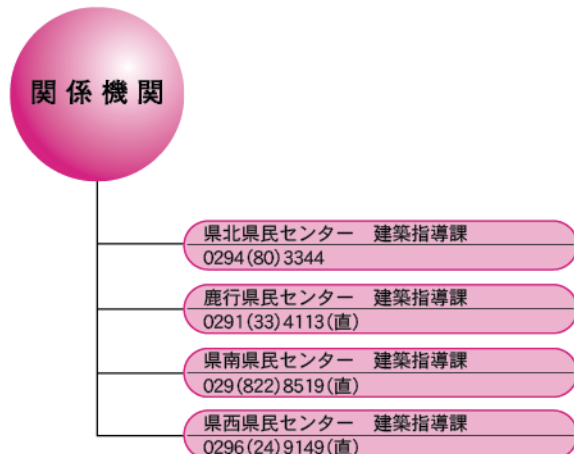 関係機関
県北県民センター　建築指導課
0294(80)3344
鹿行県民センター　建築指導課
0291(33)4113(直)
県南県民センター　建築指導課
029(822)8519(直)
県西県民センター　建築指導課
0296(24)9149(直)